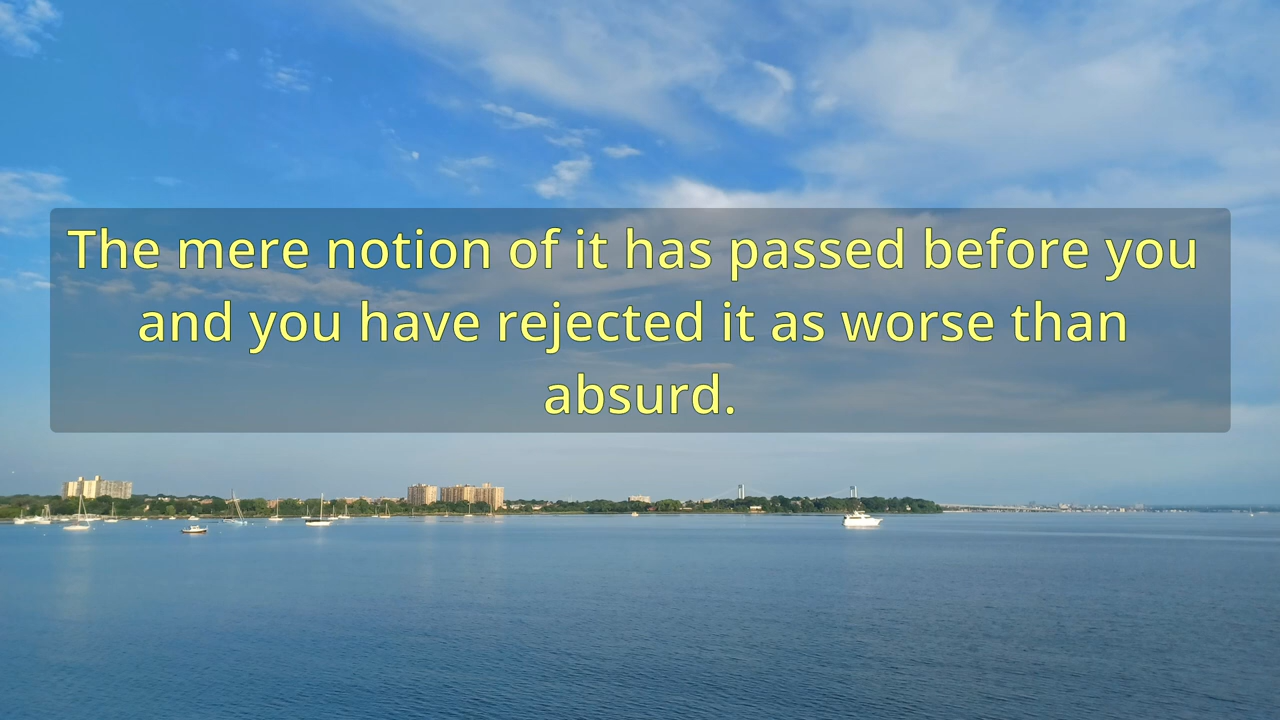 The mere notion of it has passed before you
and you have rejected it as worse than
absurd.